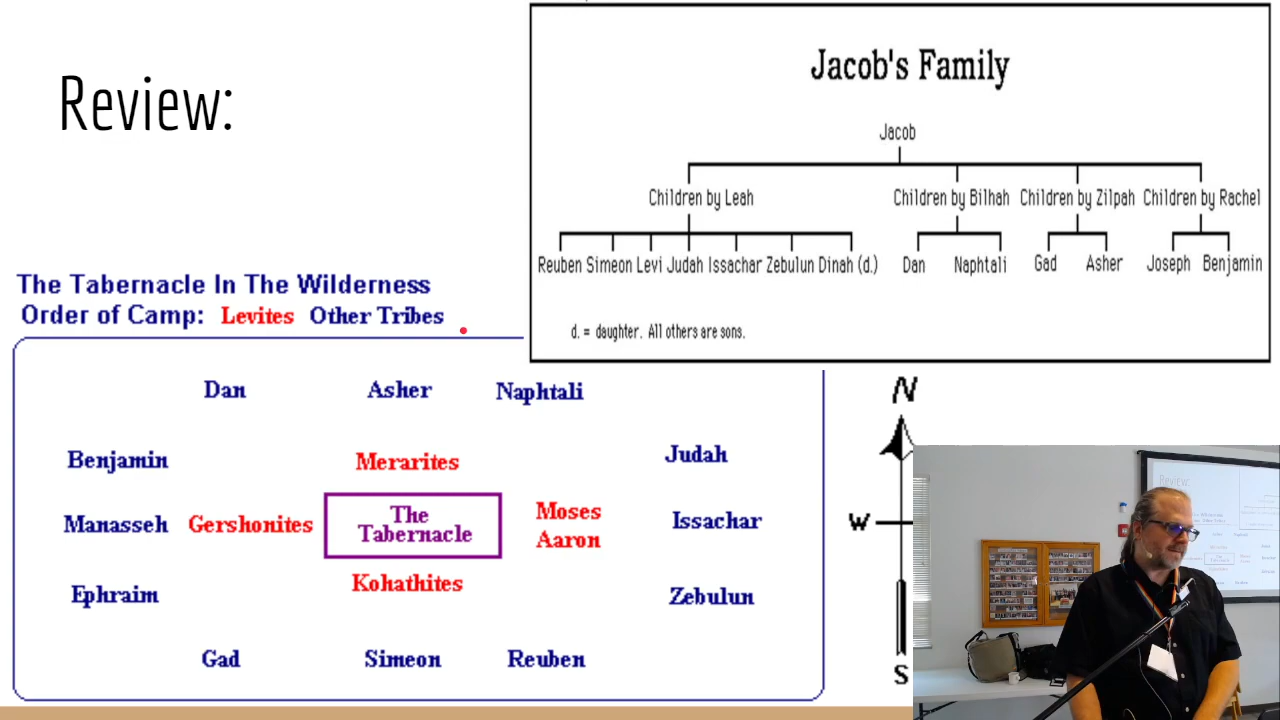 Review:
Jacob's Family
Jacob
Children by Leah Children by Bilhah Children by Zilpah Children by Rachel
Reuben Simeon Levi Judah Issachar Zebulun Dinah (d.) Dan Naphtali Gad Asher Joseph Benjamin
d. = daughter. All others are sons.
The Tabernacle In The Wilderness
Order of Camp: Levites Other Tribes
Dan Asher Naphtali
Benjamin Merarites Judah
Manasseh Gershonites The Tabernacle Moses Aaron Issachar
Ephraim Kohathites Zebulun
Gad Simeon Reuben
N
W
S
Review: